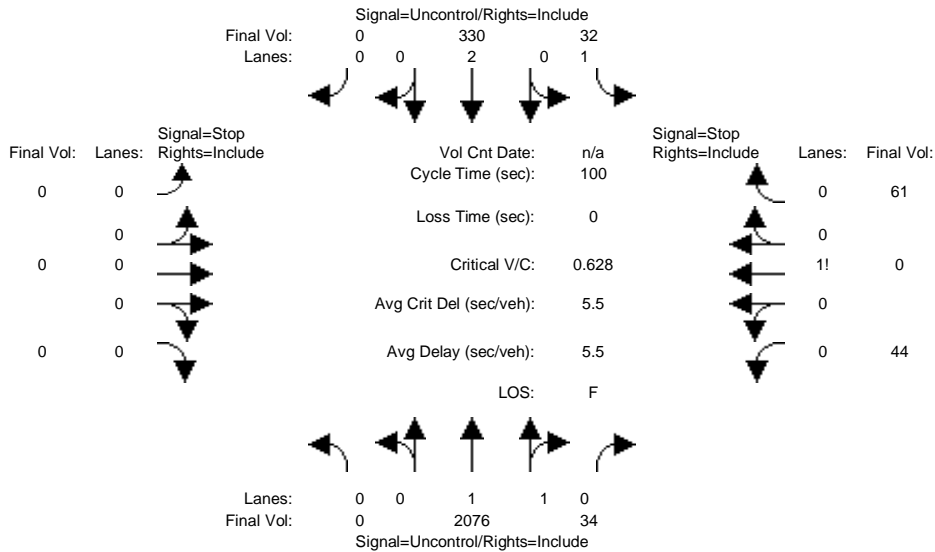 Signal=Uncontrol/Rights=Include
Final Vol: 0 330 32
Lanes: 0 0 2 0 1
Signal=Stop Signal=Stop
Final Vol: Lanes: Rights=Include Vol Cnt Date: n/a Rights=Include Lanes: Final Vol:
Cycle Time (sec): 100
0 0 0 61
Loss Time (sec): 0
0 0
0 0 Critical V/C: 0.628 1! 0
0 Avg Crit Del (sec/veh): 5.5 0
0 0 Avg Delay (sec/veh): 5.5 0 44
LOS: F
Lanes: 0 0 1 1 0
Final Vol: 0 2076 34
Signal=Uncontrol/Rights=Include